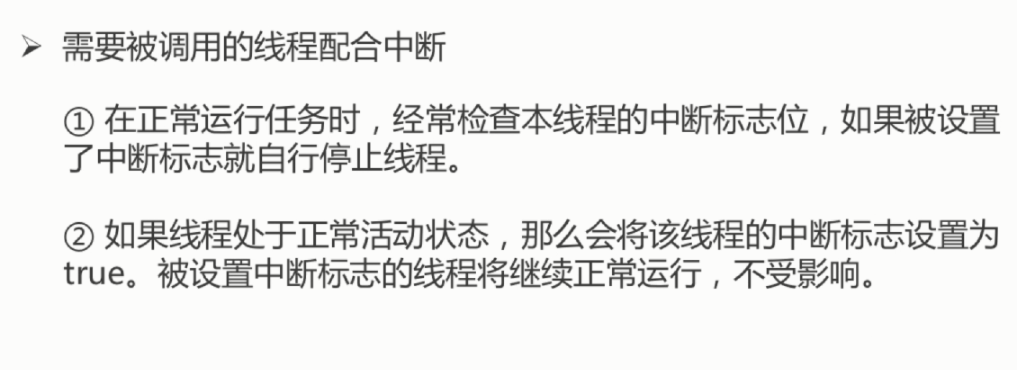 ➢ 需要被调用的线程配合中断
① 在正常运行任务时，经常检查本线程的中断标志位，如果被设置
了中断标志就自行停止线程。
② 如果线程处于正常活动状态，那么会将该线程的中断标志设置为
true。被设置中断标志的线程将继续正常运行，不受影响。